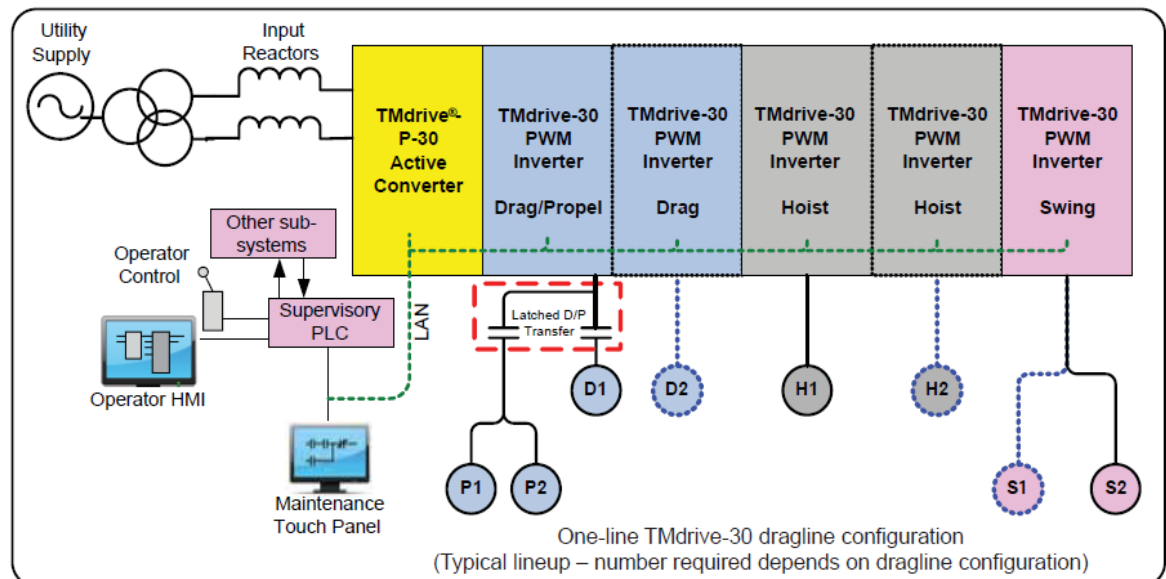 Utility
Supply
Input
Reactors
TMdrive®-
P-30
Active
Converter
TMdrive-30
PWM
Inverter
Drag/Propel
TMdrive-30
PWM
Inverter
Drag
TMdrive-30
PWM
Inverter
Hoist
TMdrive-30
PWM
Inverter
Hoist
TMdrive-30
PWM
Inverter
Swing
Other sub-
systems
Operator
Control
Supervisory
PLC
LAN
Latched D/P
Transfer
Operator HMI
D1
D2
H1
H2
Maintenance
Touch Panel
P1
P2
S1
S2
One-line TMdrive-30 dragline configuration
(Typical lineup – number required depends on dragline configuration)